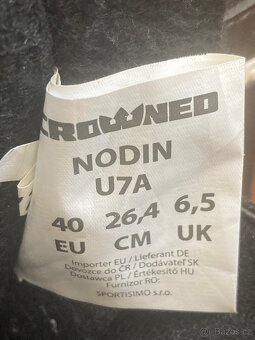 CROWNED
NODIN
U7A
40 26,4 6,5
EU CM UK
Importer EU / Lieferant DE
Dovozce do ČR / Dodávateľ SK
Dostawca PL / Értékesítő HU
Furnizor RO:
SPORTISIMO s.r.o.